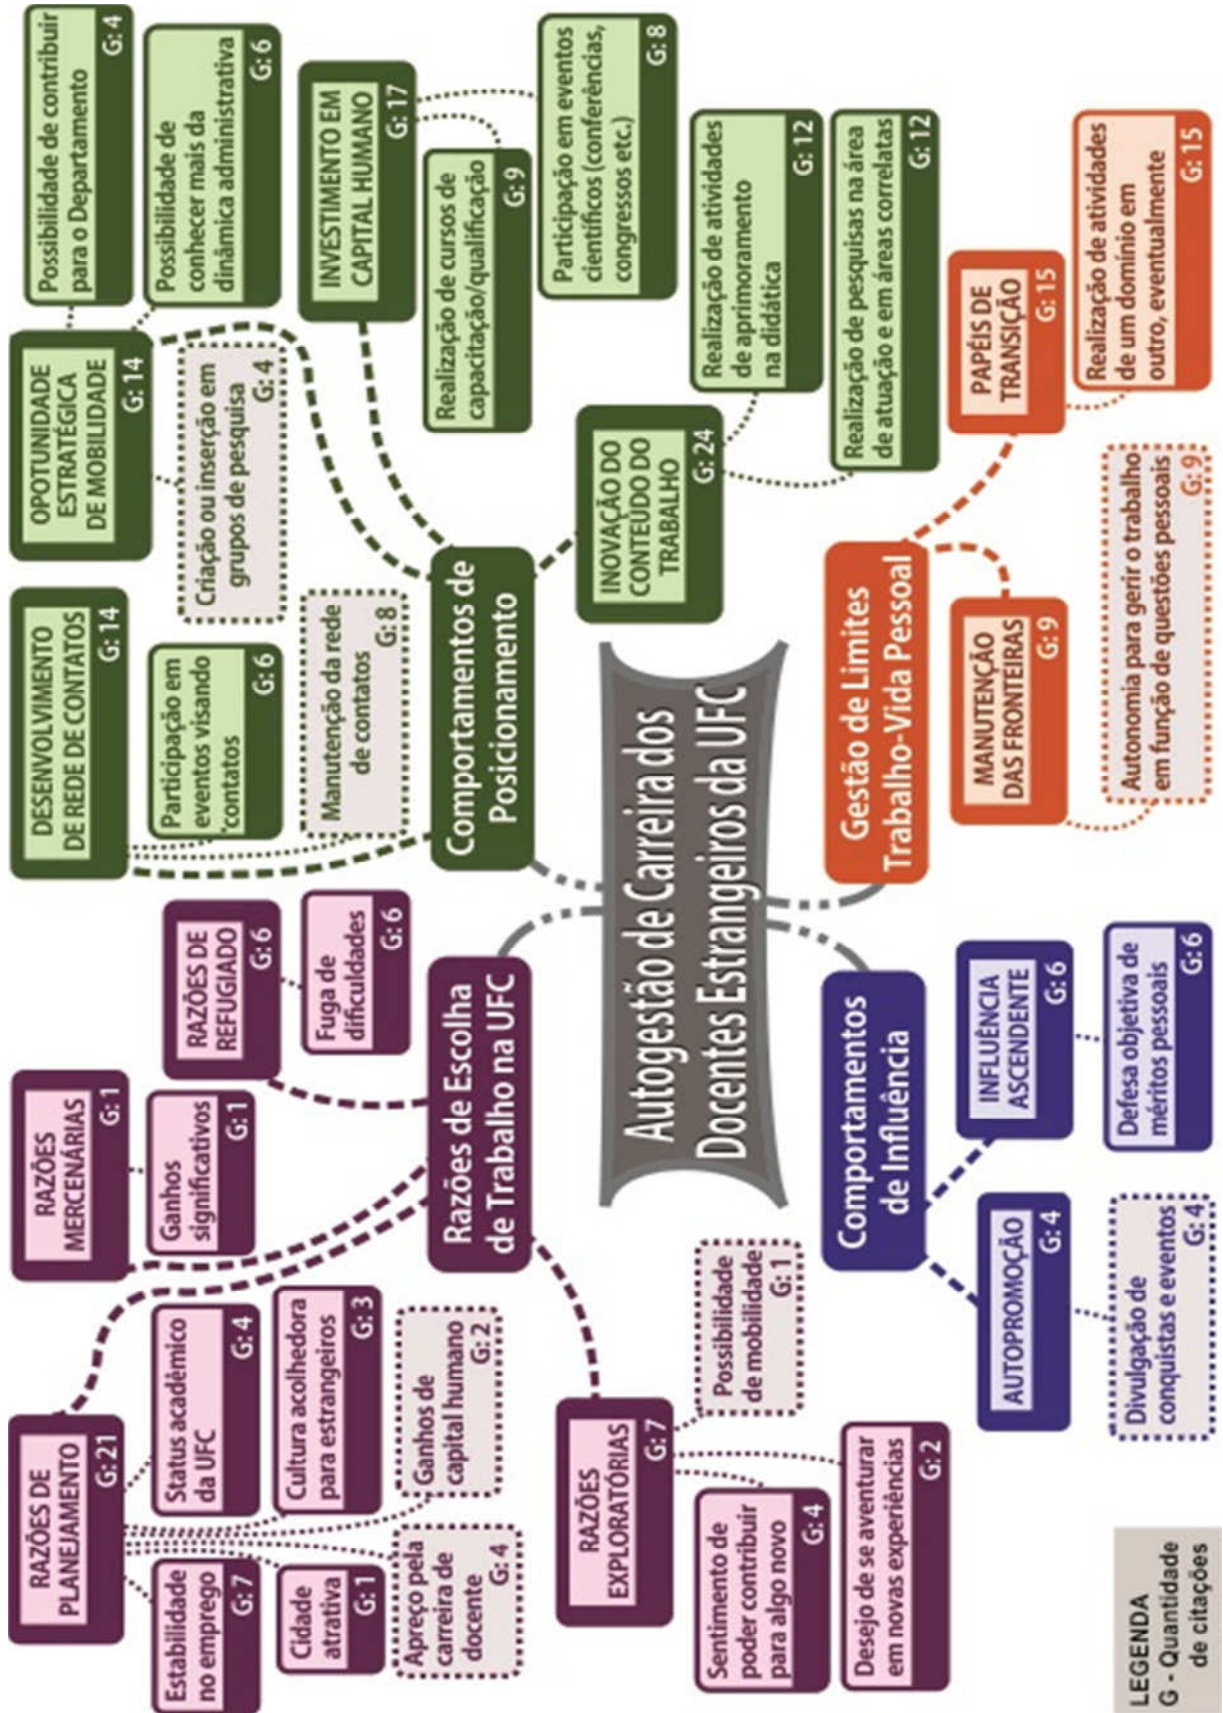 RAZÕES DE
PLANEJAMENTO
G:21
Estabilidade
no emprego
G: 7
Status acadêmico
da UFC
G: 4
Cidade
atrativa
G: 1
Cultura acolhedora
para estrangeiros
G: 3
Apreço pela
carreira de
docente
G: 4
Ganhos de
capital humano
G: 2
RAZÕES
MERCENÁRIAS
G: 1
Ganhos
significativos
G: 1
RAZÕES DE
REFUGIADO
G:6
Fuga de
dificuldades
G: 6
RAZÕES
EXPLORATÓRIAS
G: 7
Possibilidade
de mobilidade
G: 1
Sentimento de
poder contribuir
para algo novo
G: 4
Desejo de se aventurar
em novas experiências
G: 2
Razões de Escolha
de Trabalho na UFC
DESENVOLVIMENTO
DE REDE DE CONTATOS
G: 14
Participação em
eventos visando
'contatos
G: 6
Manutenção da rede
de contatos
G: 8
OPOTUNIDADE
ESTRATÉGICA
DE MOBILIDADE
G: 14
Possibilidade de contribuir
para o Departamento
G: 4
Possibilidade de
conhecer mais da
dinâmica administrativa
G: 6
Criação ou inserção em
grupos de pesquisa
G: 4
INVESTIMENTO EM
CAPITAL HUMANO
G: 17
Realização de cursos de
capacitação/qualificação
G: 9
Participação em eventos
científicos (conferências,
congressos etc.)
G: 8
Comportamentos de
Posicionamento
INOVAÇÃO DO
CONTEÚDO DO
TRABALHO
G: 24
Realização de atividades
de aprimoramento
na didática
G: 12
Realização de pesquisas na área
de atuação e em áreas correlatas
G: 12
Autogestão de Carreira dos
Docentes Estrangeiros da UFC
Comportamentos
de Influência
AUTOPROMOÇÃO
G: 4
Divulgação de
conquistas e eventos
G: 4
INFLUÊNCIA
ASCENDENTE
G: 6
Defesa objetiva de
méritos pessoais
G: 6
Gestão de Limites
Trabalho-Vida Pessoal
MANUTENÇÃO
DAS FRONTEIRAS
G: 9
Autonomia para gerir o trabalho
em função de questões pessoais
G: 9
PAPÉIS DE
TRANSIÇÃO
G: 15
Realização de atividades
de um domínio em
outro, eventualmente
G: 15
LEGENDA
G - Quantidade
de citações